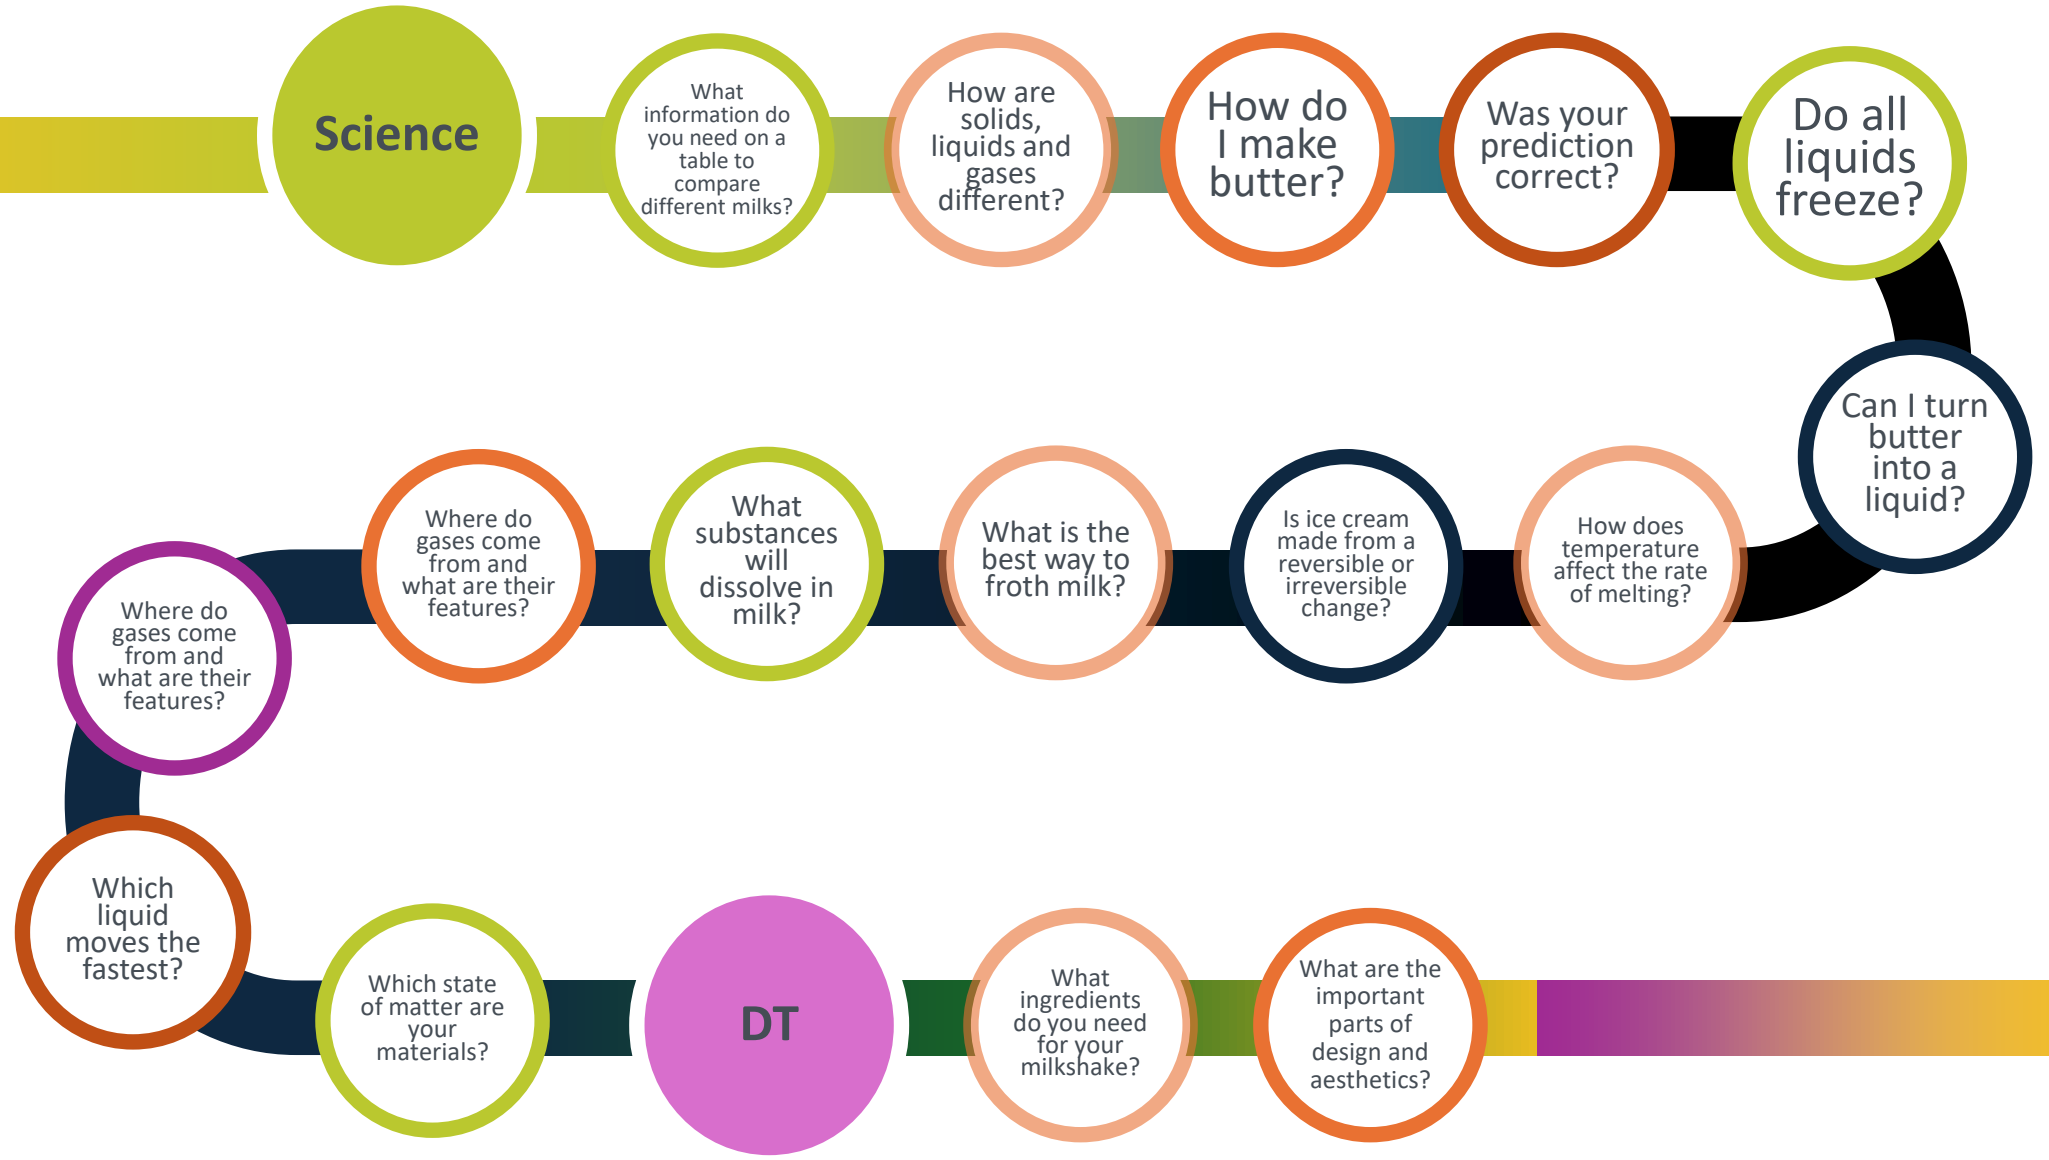 Science
What
information do
you need on a
table to
compare
different milks?
How are
solids,
liquids and
gases
different?
How do
I make
butter?
Was your
prediction
correct?
Do all
liquids
freeze?
Can I turn
butter
into a
liquid?
How does
temperature
affect the rate
of melting?
Is ice cream
made from a
reversible or
irreversible
change?
What is the
best way to
froth milk?
What
substances
will
dissolve in
milk?
Where do
gases come
from and
what are their
features?
Where do
gases come
from and
what are their
features?
Which
liquid
moves the
fastest?
Which state
of matter are
your
materials?
DT
What
ingredients
do you need
for your
milkshake?
What are the
important
parts of
design and
aesthetics?